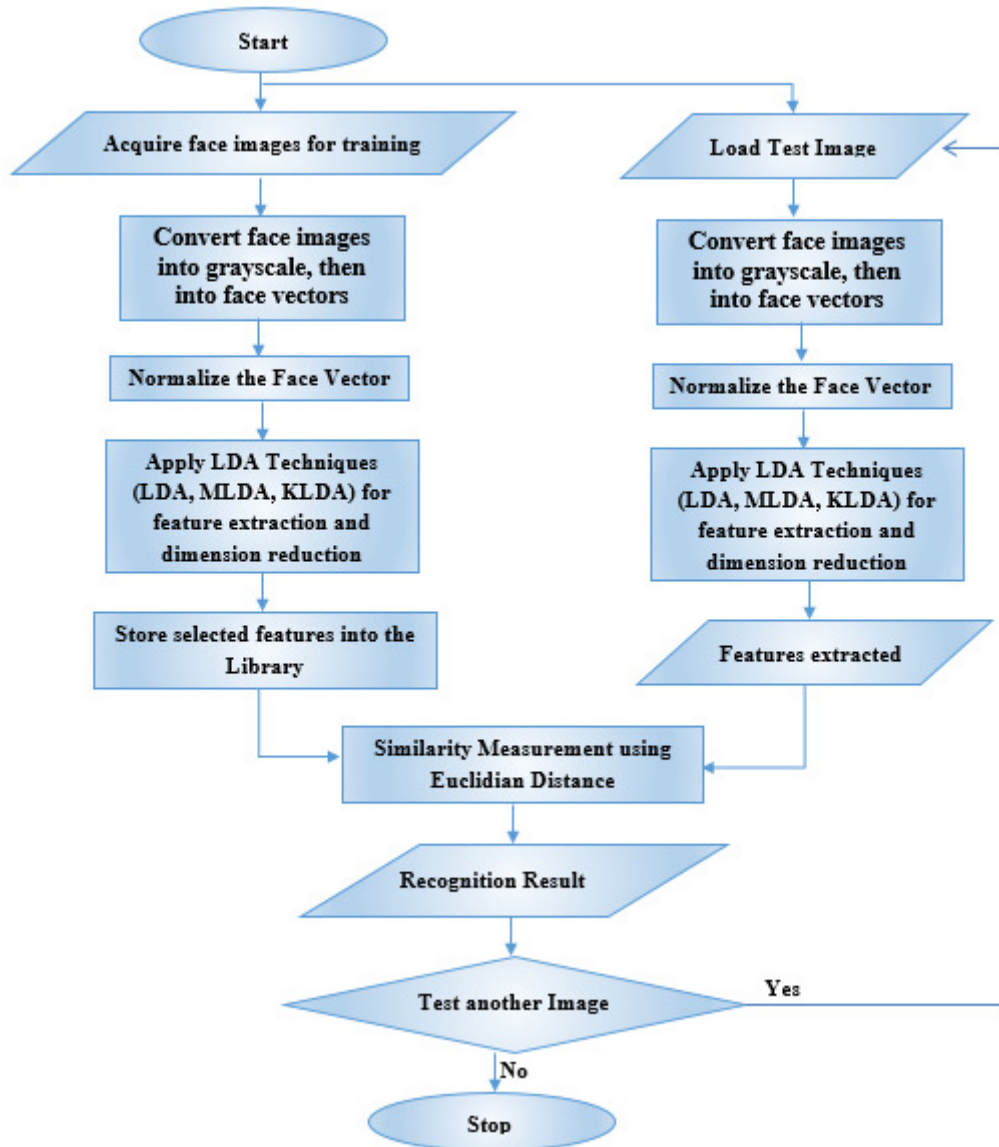 Start
Acquire face images for training
Convert face images
into grayscale, then
into face vectors
Normalize the Face Vector
Apply LDA Techniques
(LDA, MLDA, KLDA) for
feature extraction and
dimension reduction
Store selected features into the
Library
Load Test Image
Convert face images
into grayscale, then
into face vectors
Normalize the Face Vector
Apply LDA Techniques
(LDA, MLDA, KLDA) for
feature extraction and
dimension reduction
Features extracted
Similarity Measurement using
Euclidian Distance
Recognition Result
Test another Image
Yes
No
Stop